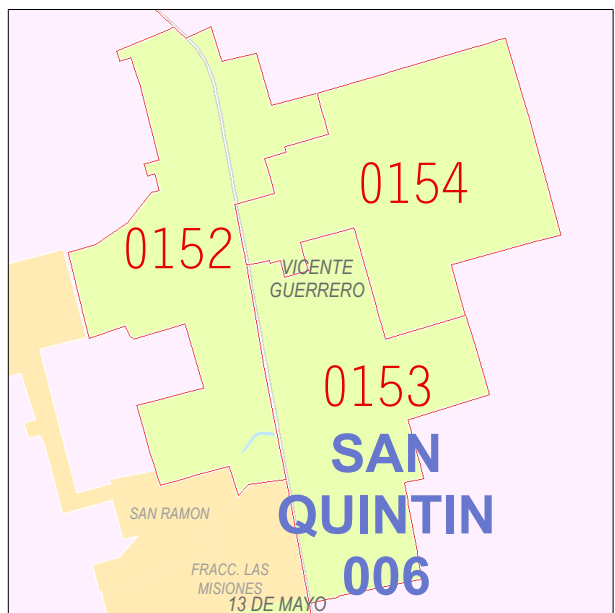 0154
0152
VICENTE
GUERRERO
0153
SAN
QUINTIN
006
SAN RAMON
FRACC. LAS
MISIONES
13 DE MAYO